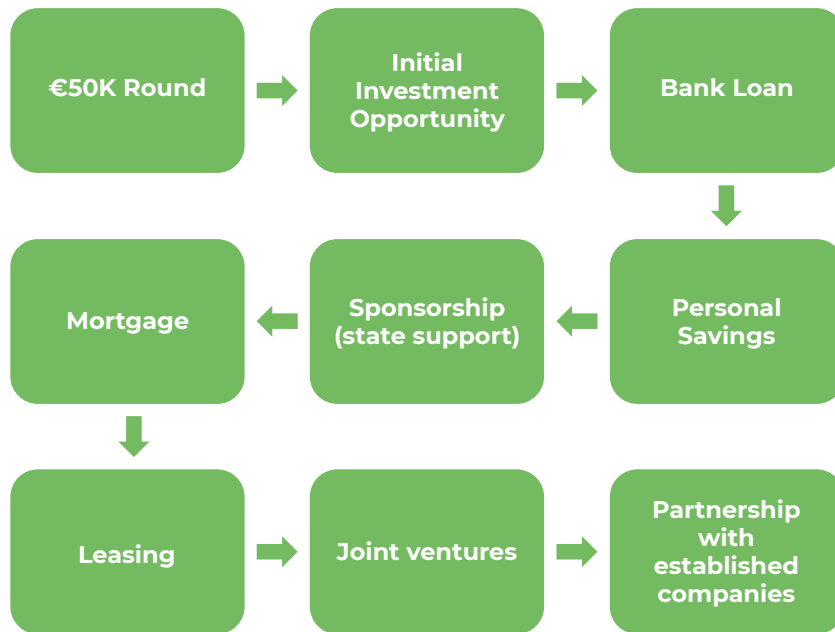 €50K Round
Initial
Investment
Opportunity
Bank Loan
Personal
Savings
Sponsorship
(state support)
Mortgage
Leasing
Joint ventures
Partnership
with
established
companies